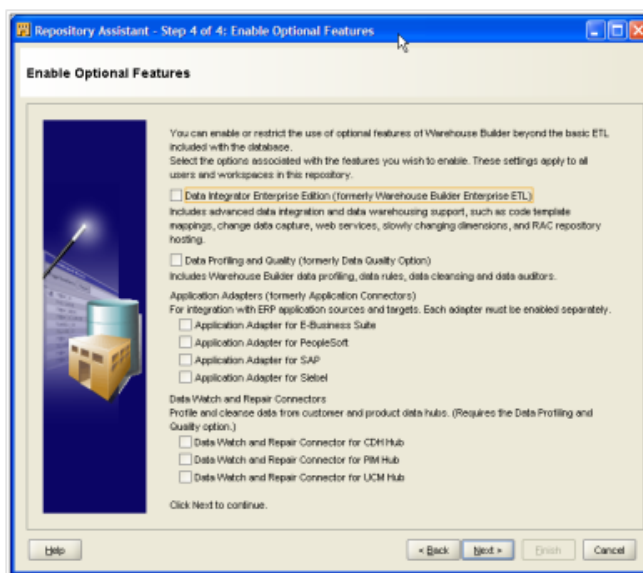 Repository Assistant - Step 4 of 4: Enable Optional Features
Enable Optional Features
You can enable or restrict the use of optional features of Warehouse Builder beyond the basic ETL
included with the database.
Select the options associated with the features you wish to enable. These settings apply to all
users and workspaces in this repository.
Data Integrator Enterprise Edition (formerly Warehouse Builder Enterprise ETL)
Includes advanced data integration and data warehousing support, such as code template
mappings, change data capture, web services, slowly changing dimensions, and RAC repository
hosting.
Data Profiling and Quality (formerly Data Quality Option)
Includes Warehouse Builder data profiling, data rules, data cleansing and data auditors.
Application Adapters (formerly Application Connectors)
For integration with ERP application sources and targets. Each adapter must be enabled separately.
Application Adapter for E-Business Suite
Application Adapter for PeopleSoft
Application Adapter for SAP
Application Adapter for Siebel
Data Watch and Repair Connectors
Profile and cleanse data from customer and product data hubs. (Requires the Data Profiling and
Quality option.)
Data Watch and Repair Connector for CDH Hub
Data Watch and Repair Connector for PIM Hub
Data Watch and Repair Connector for UCM Hub
Click Next to continue.
Help
< Back
Next >
Finish
Cancel